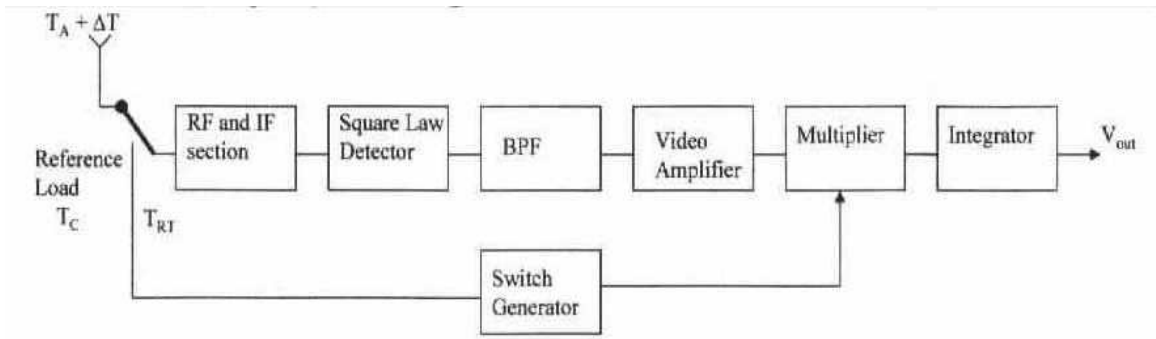 T_A + ΔT
RF and IF
section
Square Law
Detector
BPF
Video
Amplifier
Multiplier
Integrator
V_out
Reference
Load
T_C
T_RT
Switch
Generator